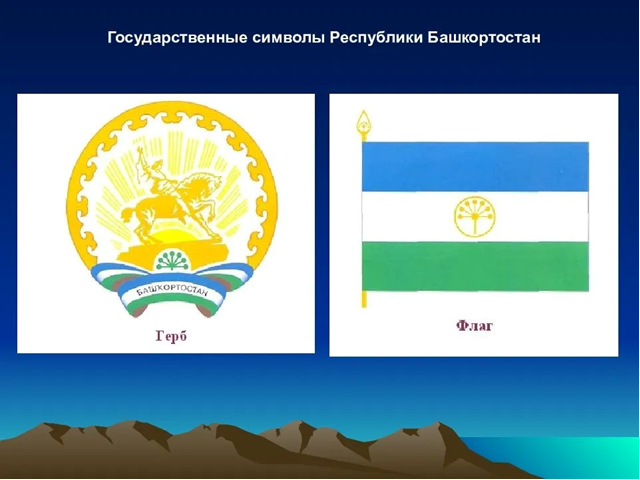 Государственные символы Республики Башкортостан
БАШКОРТОСТАН
Герб
Флаг